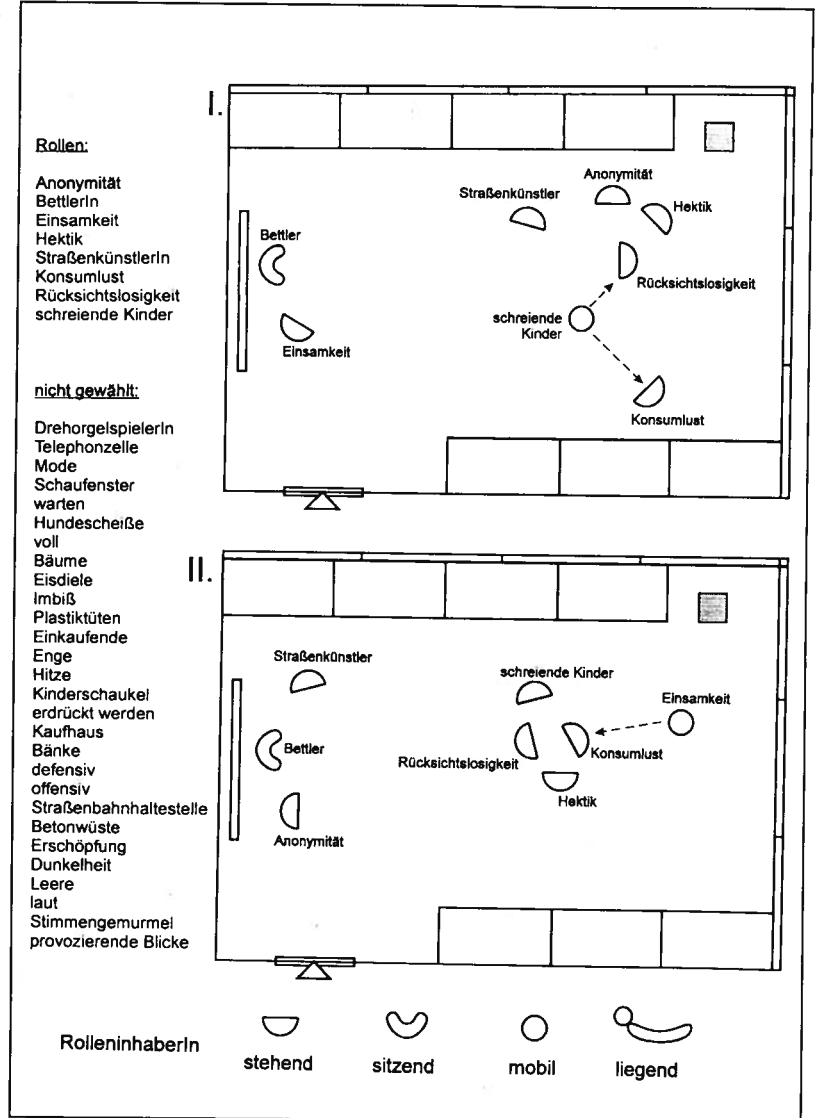 Rollen:
Anonymität
BettlerIn
Einsamkeit
Hektik
StraßenkünstlerIn
Konsumlust
Rücksichtslosigkeit
schreiende Kinder
nicht gewählt:
DrehorgelspielerIn
Telephonzelle
Mode
Schaufenster
warten
Hundescheiße
voll
Bäume
Eisdiele
Imbiß
Plastiktüten
Einkaufende
Enge
Hitze
Kinderschaukel
erdrückt werden
Kaufhaus
Bänke
defensiv
offensiv
Straßenbahnhaltestelle
Betonwüste
Erschöpfung
Dunkelheit
Leere
laut
Stimmengemurmel
provozierende Blicke
I.
Anonymität
Straßenkünstler
Hektik
Bettler
Rücksichtslosigkeit
schreiende
Kinder
Einsamkeit
Konsumlust
II.
Straßenkünstler
schreiende Kinder
Einsamkeit
Bettler
Konsumlust
Rücksichtslosigkeit
Hektik
Anonymität
RolleninhaberIn
stehend
sitzend
mobil
liegend